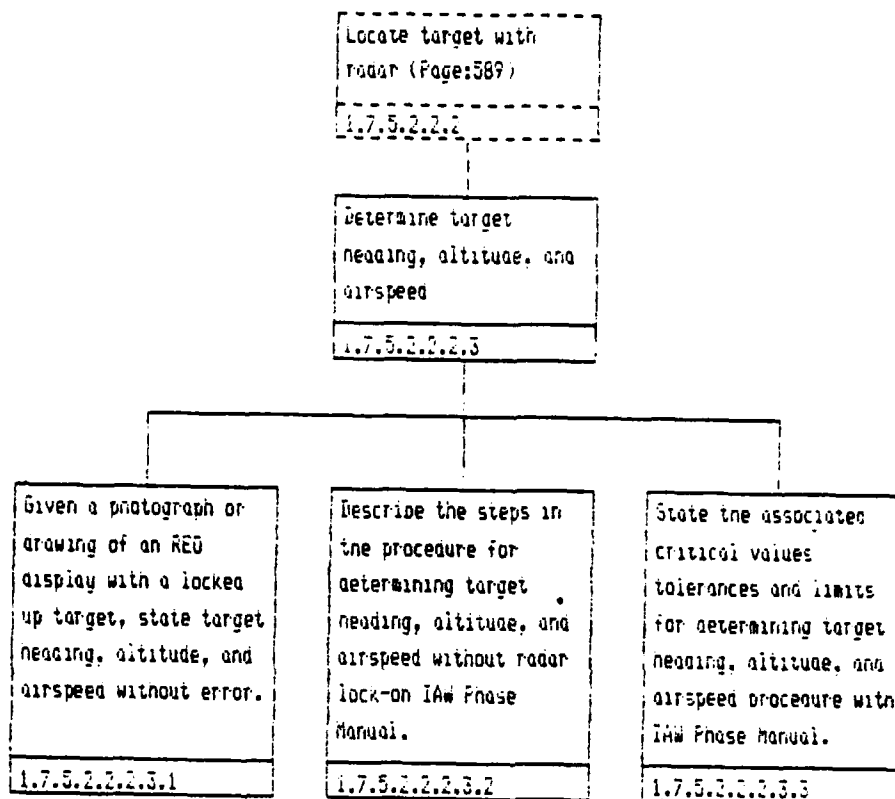 Locate target with
radar (Page:589)
1.7.5.2.2.2
Determine target
heading, altitude, and
airspeed
1.7.5.2.2.2.3
Given a photograph or
drawing of an REO
display with a locked
up target, state target
heading, altitude, and
airspeed without error.
1.7.5.2.2.2.3.1
Describe the steps in
the procedure for
determining target
heading, altitude, and
airspeed without radar
lock-on IAW Phase
Manual.
1.7.5.2.2.2.3.2
State the associated
critical values
tolerances and limits
for determining target
heading, altitude, and
airspeed procedure with
IAW Phase Manual.
1.7.5.2.2.2.3.3